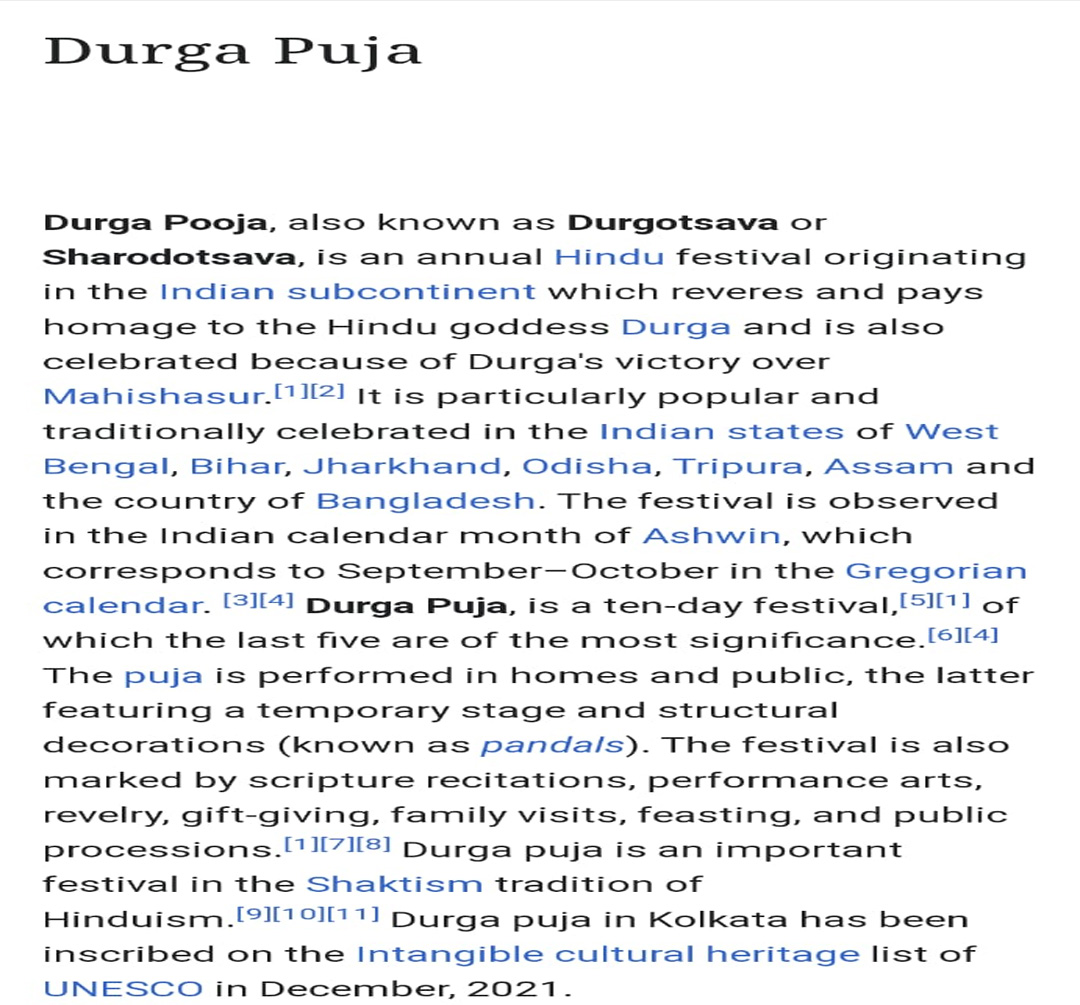 Durga Puja
Durga Pooja, also known as Durgotsava or
Sharodotsava, is an annual Hindu festival originating
in the Indian subcontinent which reveres and pays
homage to the Hindu goddess Durga and is also
celebrated because of Durga's victory over
Mahishasur.[1][2] It is particularly popular and
traditionally celebrated in the Indian states of West
Bengal, Bihar, Jharkhand, Odisha, Tripura, Assam and
the country of Bangladesh. The festival is observed
in the Indian calendar month of Ashwin, which
corresponds to September–October in the Gregorian
calendar. [3][4] Durga Puja, is a ten-day festival,[5][1] of
which the last five are of the most significance.[6][4]
The puja is performed in homes and public, the latter
featuring a temporary stage and structural
decorations (known as pandals). The festival is also
marked by scripture recitations, performance arts,
revelry, gift-giving, family visits, feasting, and public
processions.[1][7][8] Durga puja is an important
festival in the Shaktism tradition of
Hinduism.[9][10][11] Durga puja in Kolkata has been
inscribed on the Intangible cultural heritage list of
UNESCO in December, 2021.